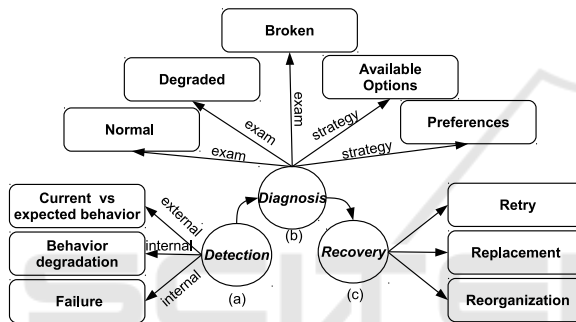 Broken
Degraded
Available
Options
Normal
Preferences
exam
exam
exam
strategy
strategy
Current vs
expected behavior
Behavior
degradation
Failure
external
internal
internal
Detection
(a)
Diagnosis
(b)
Recovery
(c)
Retry
Replacement
Reorganization